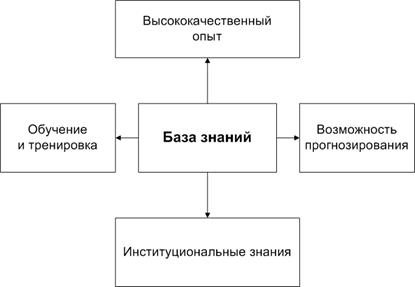 Высококачественный
опыт
Обучение
и тренировка
База знаний
Возможность
прогнозирования
Институциональные знания